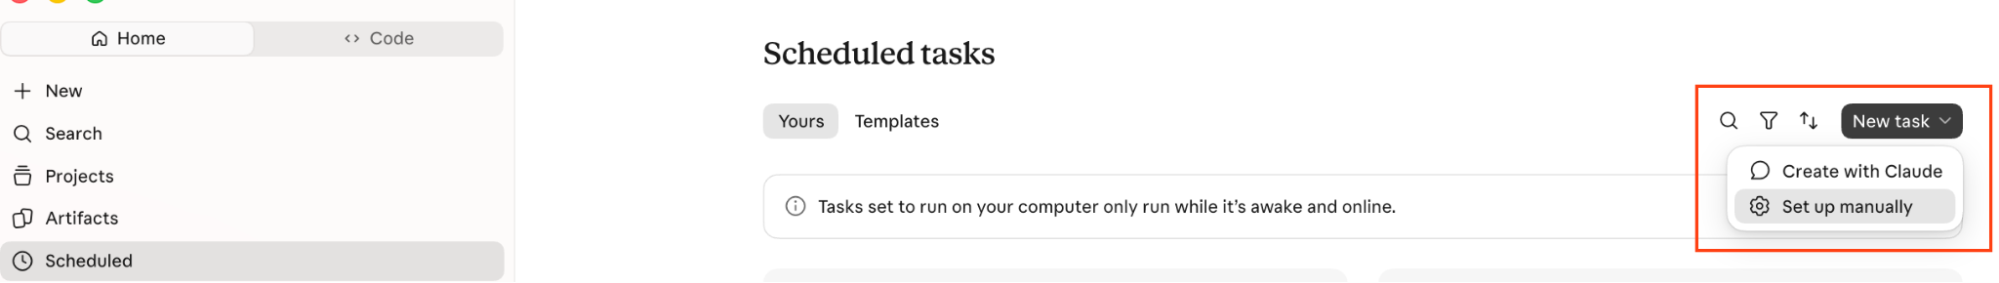 Home
Code
New
Search
Projects
Artifacts
Scheduled
Scheduled tasks
Yours
Templates
New task
Create with Claude
Set up manually
Tasks set to run on your computer only run while it’s awake and online.